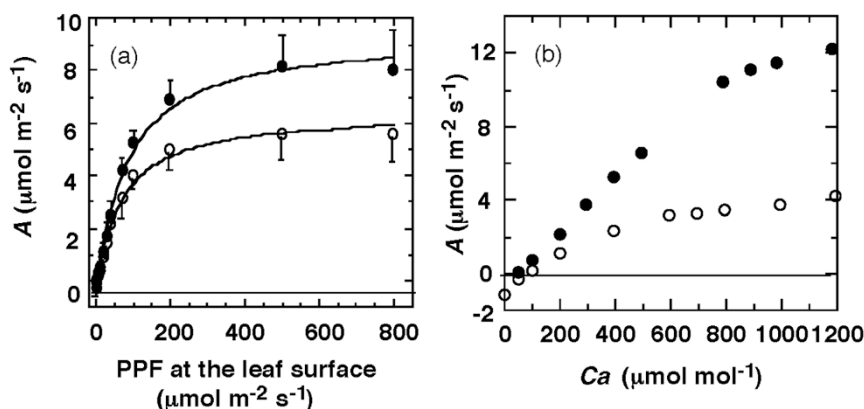 10
8
6
4
2
0
A (μmol m-2 s-1)
(a)
0 200 400 600 800
PPF at the leaf surface
(μmol m-2 s-1)
12
8
4
0
-2
A (μmol m-2 s-1)
(b)
0 200 400 600 800 1000 1200
Ca (μmol mol-1)